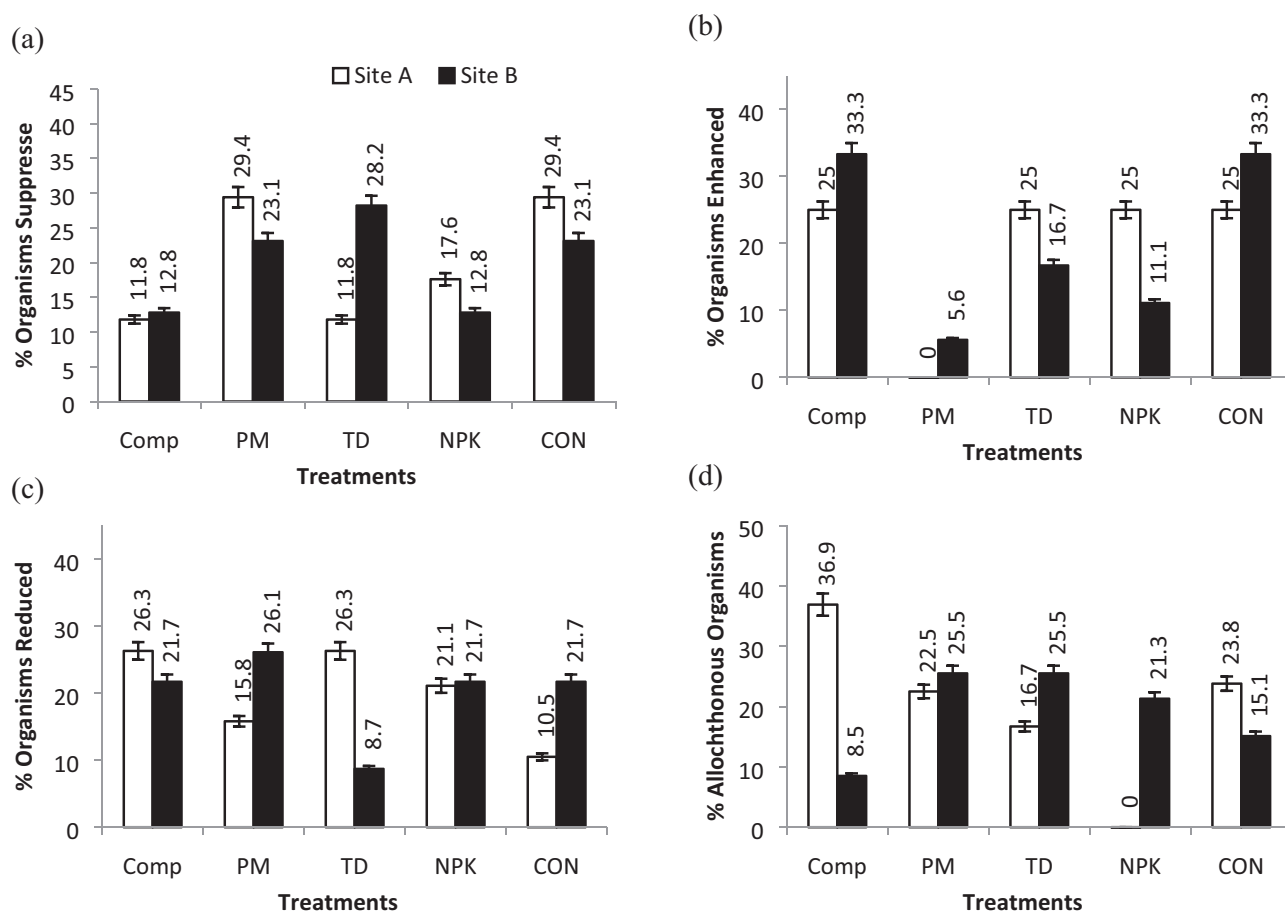 (a)
Site A Site B
% Organisms Suppresse
45
40
35
30
25
20
15
10
5
0
11.8 12.8 29.4 23.1 11.8 28.2 17.6 12.8 29.4 23.1
Comp PM TD NPK CON
Treatments
(b)
% Organisms Enhanced
40
30
20
10
0
25 33.3 0 5.6 25 16.7 25 11.1 25 33.3
Comp PM TD NPK CON
Treatments
(c)
% Organisms Reduced
40
30
20
10
0
26.3 21.7 15.8 26.1 26.3 8.7 21.1 21.7 10.5 21.7
Comp PM TD NPK CON
Treatments
(d)
% Allochthonous Organisms
50
40
30
20
10
0
36.9 8.5 22.5 25.5 16.7 25.5 0 21.3 23.8 15.1
Comp PM TD NPK CON
Treatments